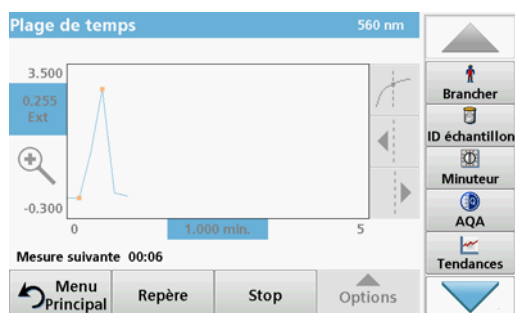 Plage de temps 560 nm
3.500
0.255
Ext
-0.300
0 1.000 min. 5
Mesure suivante 00:06
Menu Principal
Repère
Stop
Options
Brancher
ID échantillon
Minuteur
AQA
Tendances